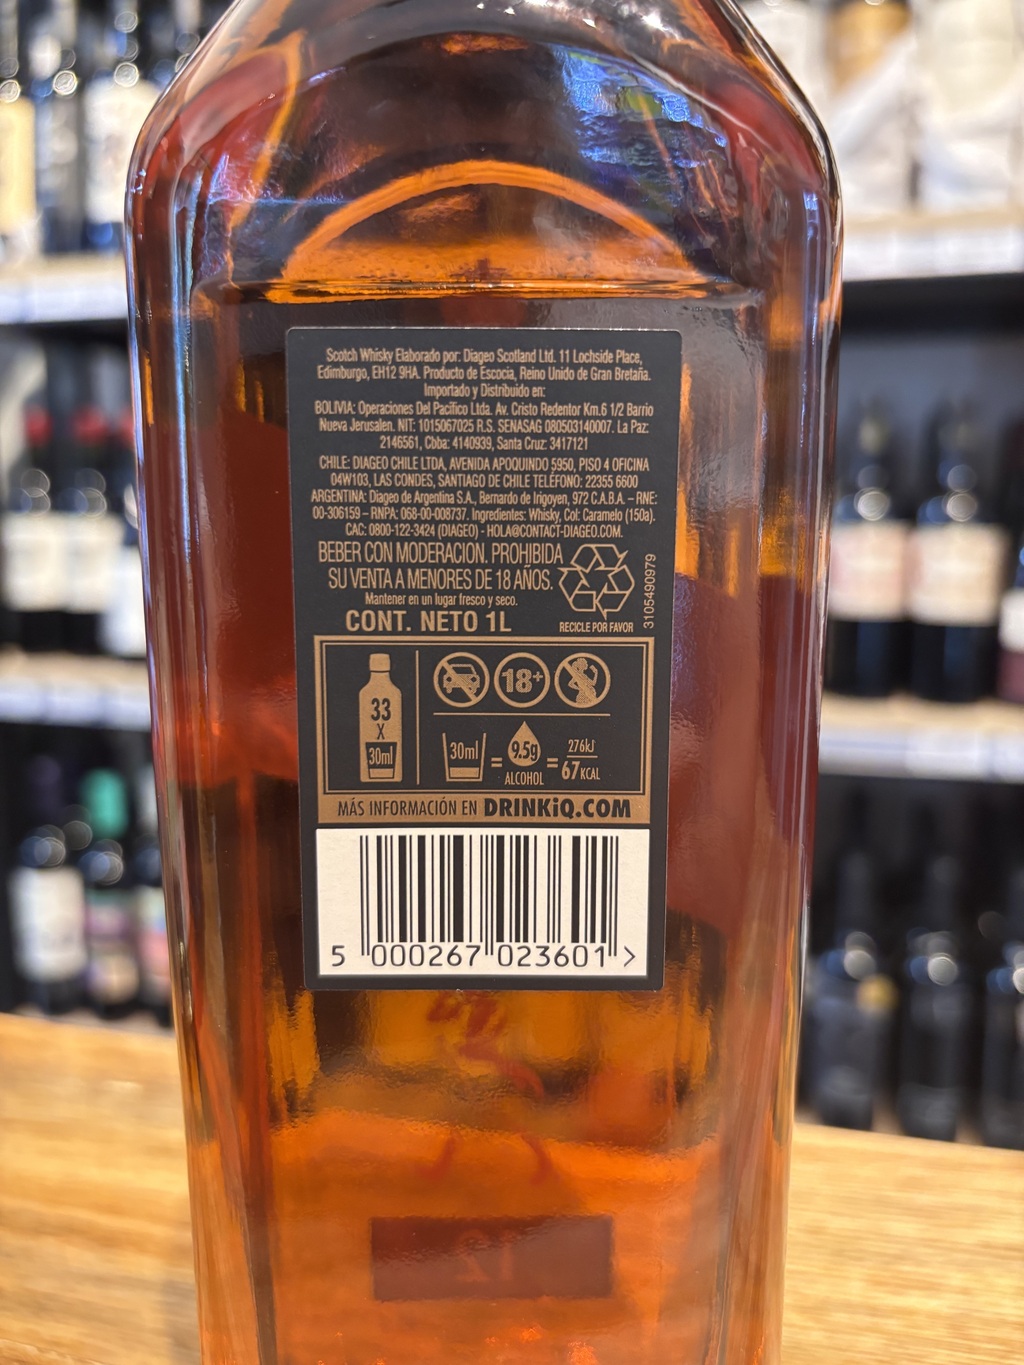 Scotch Whisky Elaborado por: Diageo Scotland Ltd. 11 Lochside Place,
Edimburgo, EH12 9HA. Producto de Escocia, Reino Unido de Gran Bretaña.
Importado y Distribuido en:
BOLIVIA: Operaciones Del Pacífico Ltda. Av. Cristo Redentor Km.6 1/2 Barrio
Nueva Jerusalen. NIT: 1015067025 R.S. SENASAG 080503140007. La Paz:
2146561, Cbba: 4140939, Santa Cruz: 3417121
CHILE: DIAGEO CHILE LTDA, AVENIDA APOQUINDO 5950, PISO 4 OFICINA
04W103, LAS CONDES, SANTIAGO DE CHILE TELÉFONO: 22355 6600
ARGENTINA: Diageo de Argentina S.A., Bernardo de Irigoyen, 972 C.A.B.A. – RNE:
00-306159 – RNPA: 068-00-008737. Ingredientes: Whisky, Col: Caramelo (150a).
CAC: 0800-122-3424 (DIAGEO) - HOLA@CONTACT-DIAGEO.COM.
BEBER CON MODERACION. PROHIBIDA
SU VENTA A MENORES DE 18 AÑOS.
Mantener en un lugar fresco y seco.
CONT. NETO 1L
RECICLE POR FAVOR
3105490979
33
X
30ml
18+
30ml = 9.5g = 276kJ
ALCOHOL 67KCAL
MÁS INFORMACIÓN EN DRINKiQ.COM
5 000267 023601 >
12